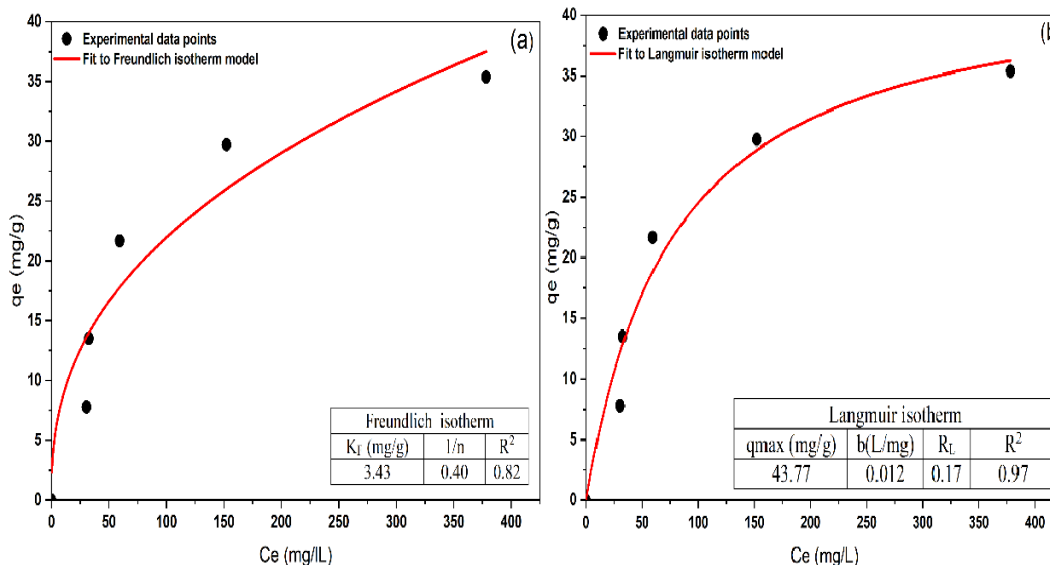 (a)
Experimental data points
Fit to Freundlich isotherm model
qe (mg/g)
40
35
30
25
20
15
10
5
0
Freundlich isotherm
K_f (mg/g) 1/n R²
3.43 0.40 0.82
0 50 100 150 200 250 300 350 400
Ce (mg/lL)
(b
Experimental data points
Fit to Langmuir isotherm model
qe (mg/g)
40
35
30
25
20
15
10
5
0
Langmuir isotherm
qmax (mg/g) b(L/mg) R_L R²
43.77 0.012 0.17 0.97
0 50 100 150 200 250 300 350 400
Ce (mg/L)